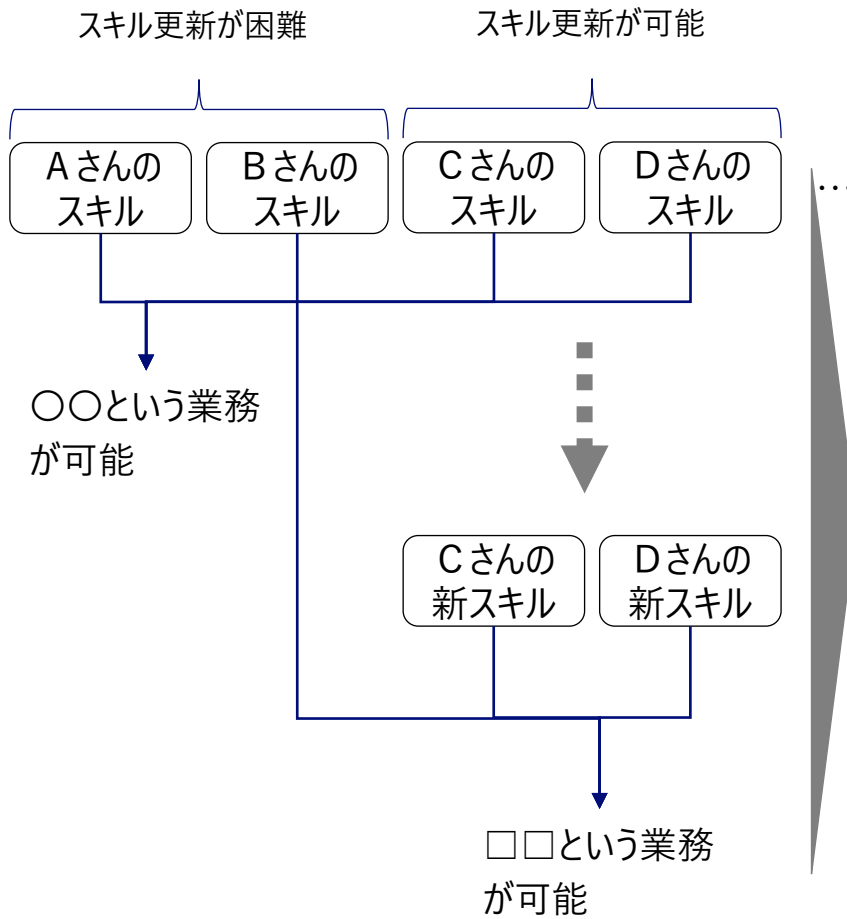 スキル更新が困難
スキル更新が可能
Aさんの
スキル
Bさんの
スキル
Cさんの
スキル
Dさんの
スキル
…
〇〇という業務
が可能
Cさんの
新スキル
Dさんの
新スキル
□□という業務
が可能